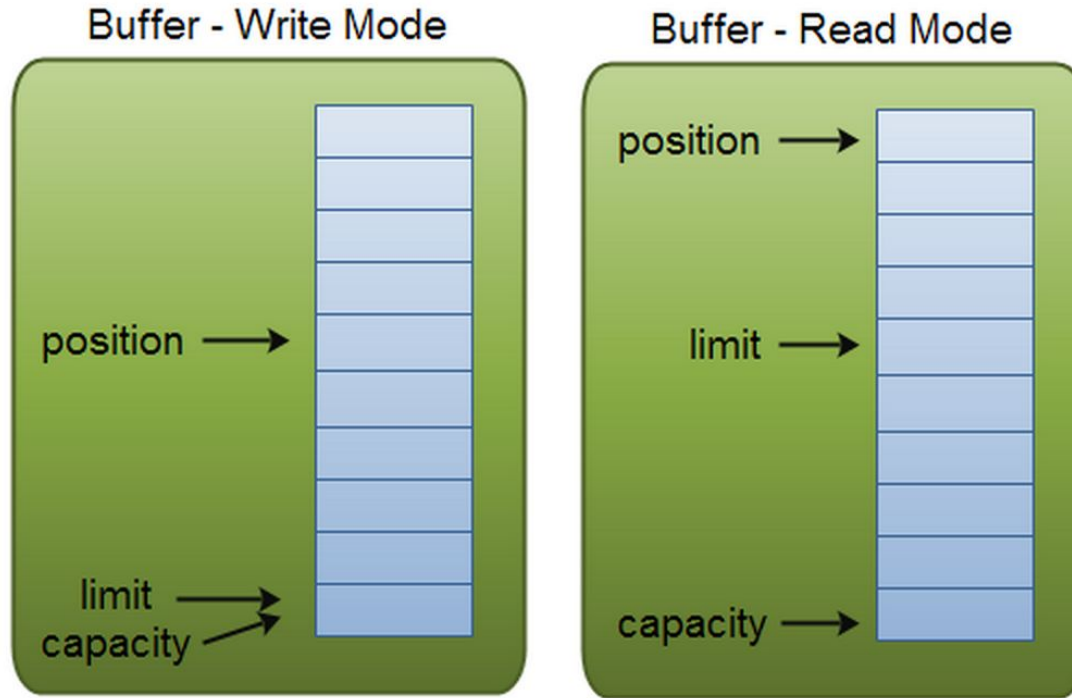 Buffer - Write Mode
position
limit
capacity
Buffer - Read Mode
position
limit
capacity